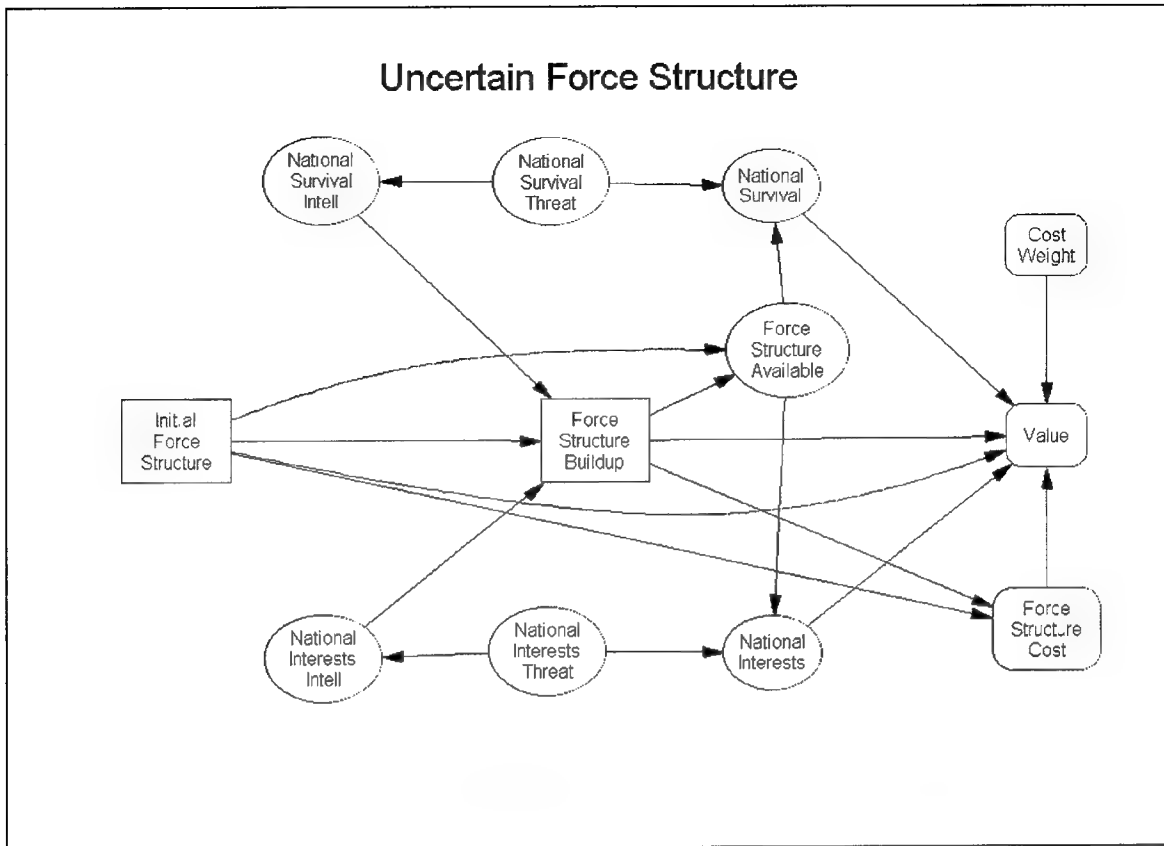 Uncertain Force Structure
National
Survival
Intell
National
Survival
Threat
National
Survival
Cost
Weight
Force
Structure
Available
Initial
Force
Structure
Force
Structure
Buildup
Value
National
Interests
Intell
National
Interests
Threat
National
Interests
Force
Structure
Cost